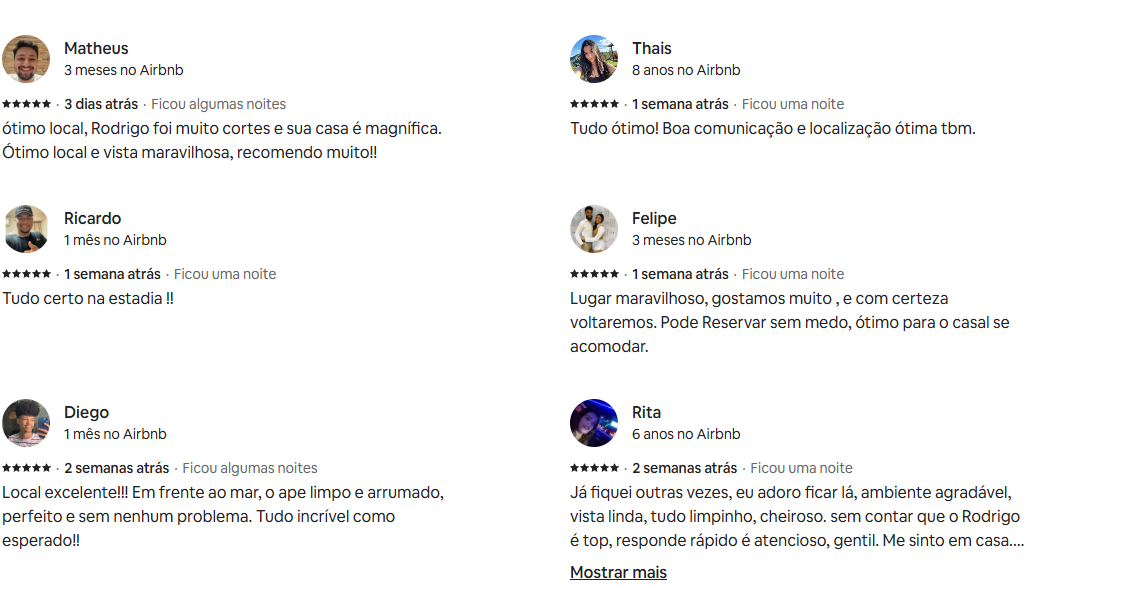 Matheus
3 meses no Airbnb
★★★★★ · 3 dias atrás · Ficou algumas noites
ótimo local, Rodrigo foi muito cortes e sua casa é magnífica.
Ótimo local e vista maravilhosa, recomendo muito!!
Thais
8 anos no Airbnb
★★★★★ · 1 semana atrás · Ficou uma noite
Tudo ótimo! Boa comunicação e localização ótima tbm.
Ricardo
1 mês no Airbnb
★★★★★ · 1 semana atrás · Ficou uma noite
Tudo certo na estadia !!
Felipe
3 meses no Airbnb
★★★★★ · 1 semana atrás · Ficou uma noite
Lugar maravilhoso, gostamos muito , e com certeza
voltaremos. Pode Reservar sem medo, ótimo para o casal se
acomodar.
Diego
1 mês no Airbnb
★★★★★ · 2 semanas atrás · Ficou algumas noites
Local excelente!!! Em frente ao mar, o ape limpo e arrumado,
perfeito e sem nenhum problema. Tudo incrível como
esperado!!
Rita
6 anos no Airbnb
★★★★★ · 2 semanas atrás · Ficou uma noite
Já fiquei outras vezes, eu adoro ficar lá, ambiente agradável,
vista linda, tudo limpinho, cheiroso. sem contar que o Rodrigo
é top, responde rápido é atencioso, gentil. Me sinto em casa....
Mostrar mais